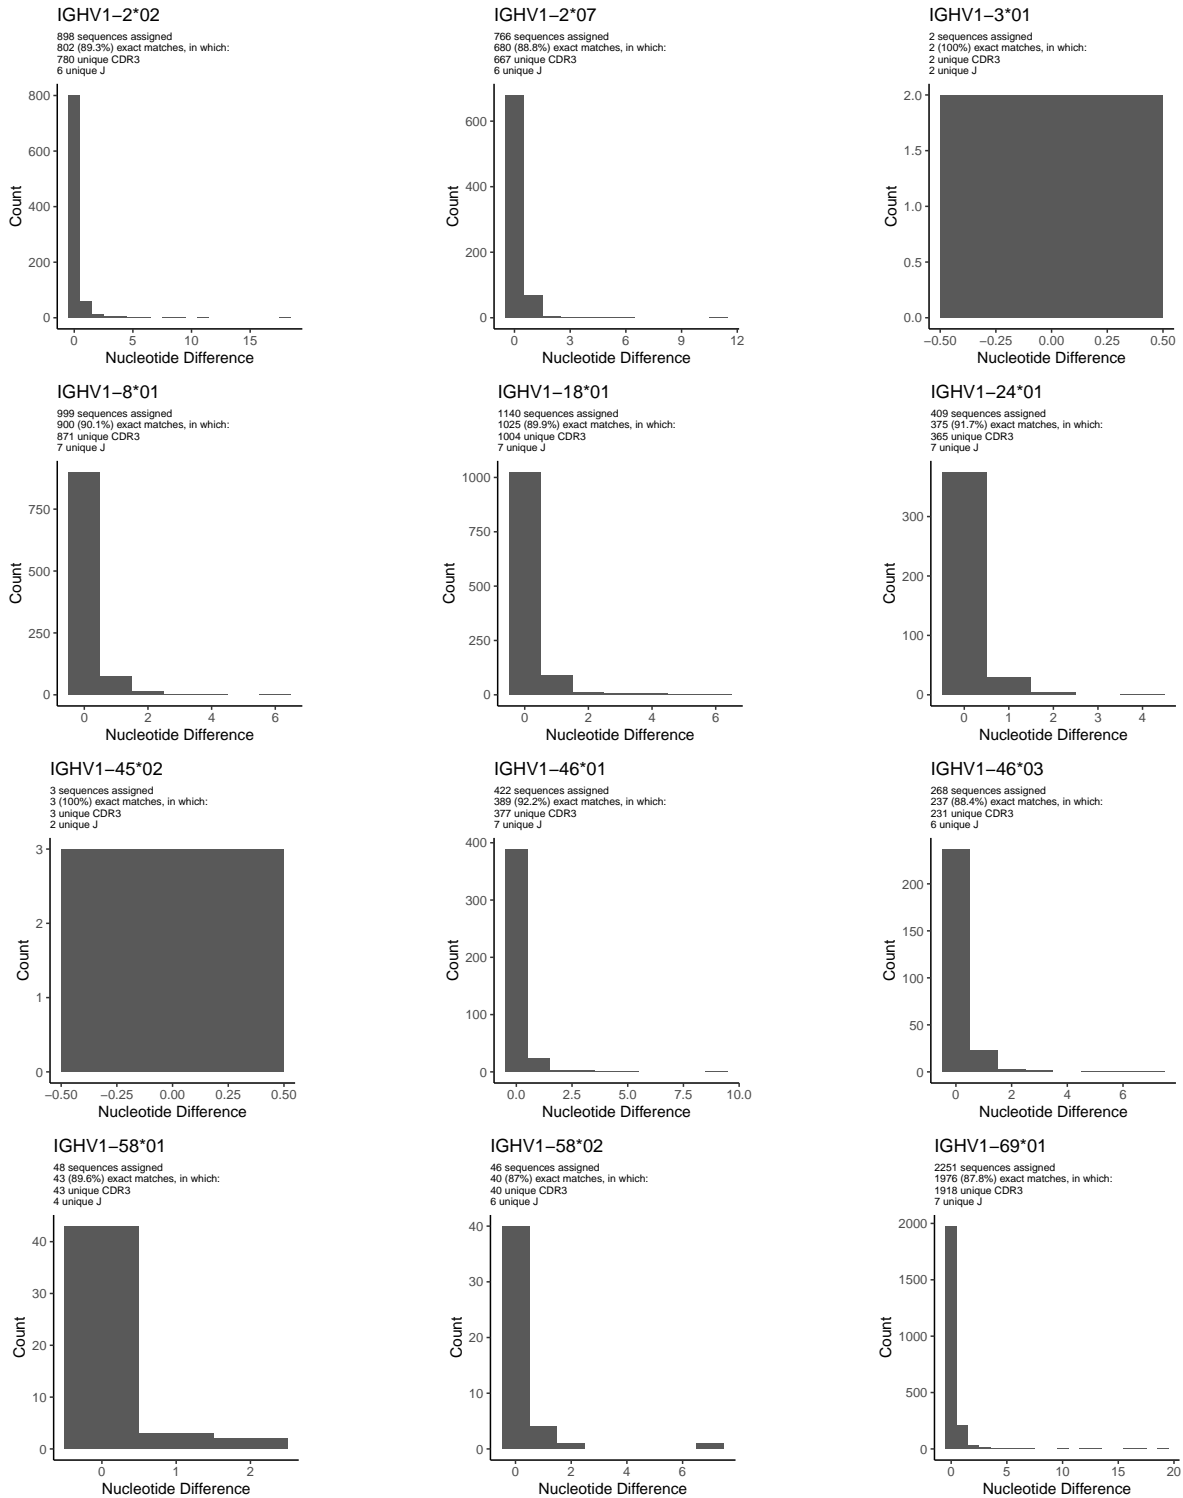 IGHV1−2*02
898 sequences assigned
802 (89.3%) exact matches, in which:
780 unique CDR3
6 unique J
800
600
400
200
0
Count
0 5 10 15
Nucleotide Difference
IGHV1−2*07
766 sequences assigned
680 (88.8%) exact matches, in which:
667 unique CDR3
6 unique J
600
400
200
0
Count
0 3 6 9 12
Nucleotide Difference
IGHV1−3*01
2 sequences assigned
2 (100%) exact matches, in which:
2 unique CDR3
2 unique J
2.0
1.5
1.0
0.5
0.0
Count
−0.50 −0.25 0.00 0.25 0.50
Nucleotide Difference
IGHV1−8*01
999 sequences assigned
900 (90.1%) exact matches, in which:
871 unique CDR3
7 unique J
750
500
250
0
Count
0 2 4 6
Nucleotide Difference
IGHV1−18*01
1140 sequences assigned
1025 (89.9%) exact matches, in which:
1004 unique CDR3
7 unique J
1000
750
500
250
0
Count
0 2 4 6
Nucleotide Difference
IGHV1−24*01
409 sequences assigned
375 (91.7%) exact matches, in which:
365 unique CDR3
7 unique J
300
200
100
0
Count
0 1 2 3 4
Nucleotide Difference
IGHV1−45*02
3 sequences assigned
3 (100%) exact matches, in which:
3 unique CDR3
2 unique J
3
2
1
0
Count
−0.50 −0.25 0.00 0.25 0.50
Nucleotide Difference
IGHV1−46*01
422 sequences assigned
389 (92.2%) exact matches, in which:
377 unique CDR3
7 unique J
400
300
200
100
0
Count
0.0 2.5 5.0 7.5 10.0
Nucleotide Difference
IGHV1−46*03
268 sequences assigned
237 (88.4%) exact matches, in which:
231 unique CDR3
6 unique J
200
150
100
50
0
Count
0 2 4 6
Nucleotide Difference
IGHV1−58*01
48 sequences assigned
43 (89.6%) exact matches, in which:
43 unique CDR3
4 unique J
40
30
20
10
0
Count
0 1 2
Nucleotide Difference
IGHV1−58*02
46 sequences assigned
40 (87%) exact matches, in which:
40 unique CDR3
6 unique J
40
30
20
10
0
Count
0 2 4 6
Nucleotide Difference
IGHV1−69*01
2251 sequences assigned
1976 (87.8%) exact matches, in which:
1918 unique CDR3
7 unique J
2000
1500
1000
500
0
Count
0 5 10 15 20
Nucleotide Difference